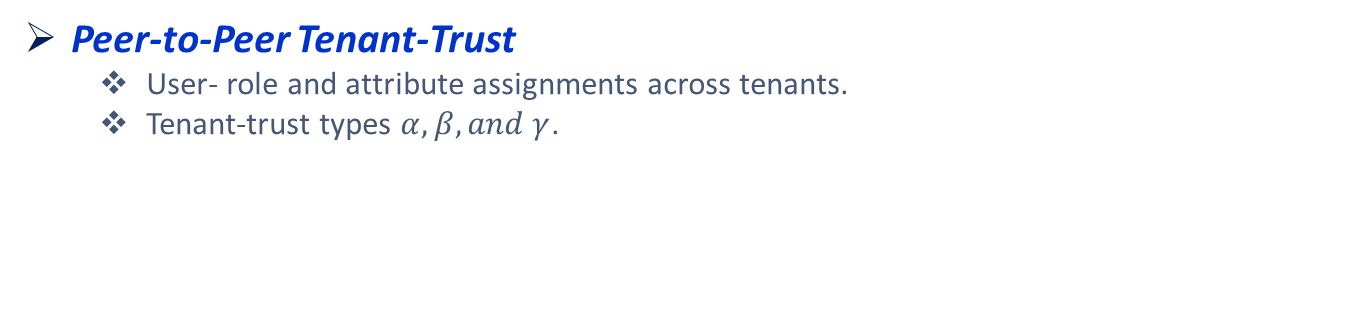 Peer-to-Peer Tenant-Trust
User- role and attribute assignments across tenants.
Tenant-trust types α, β, and γ.